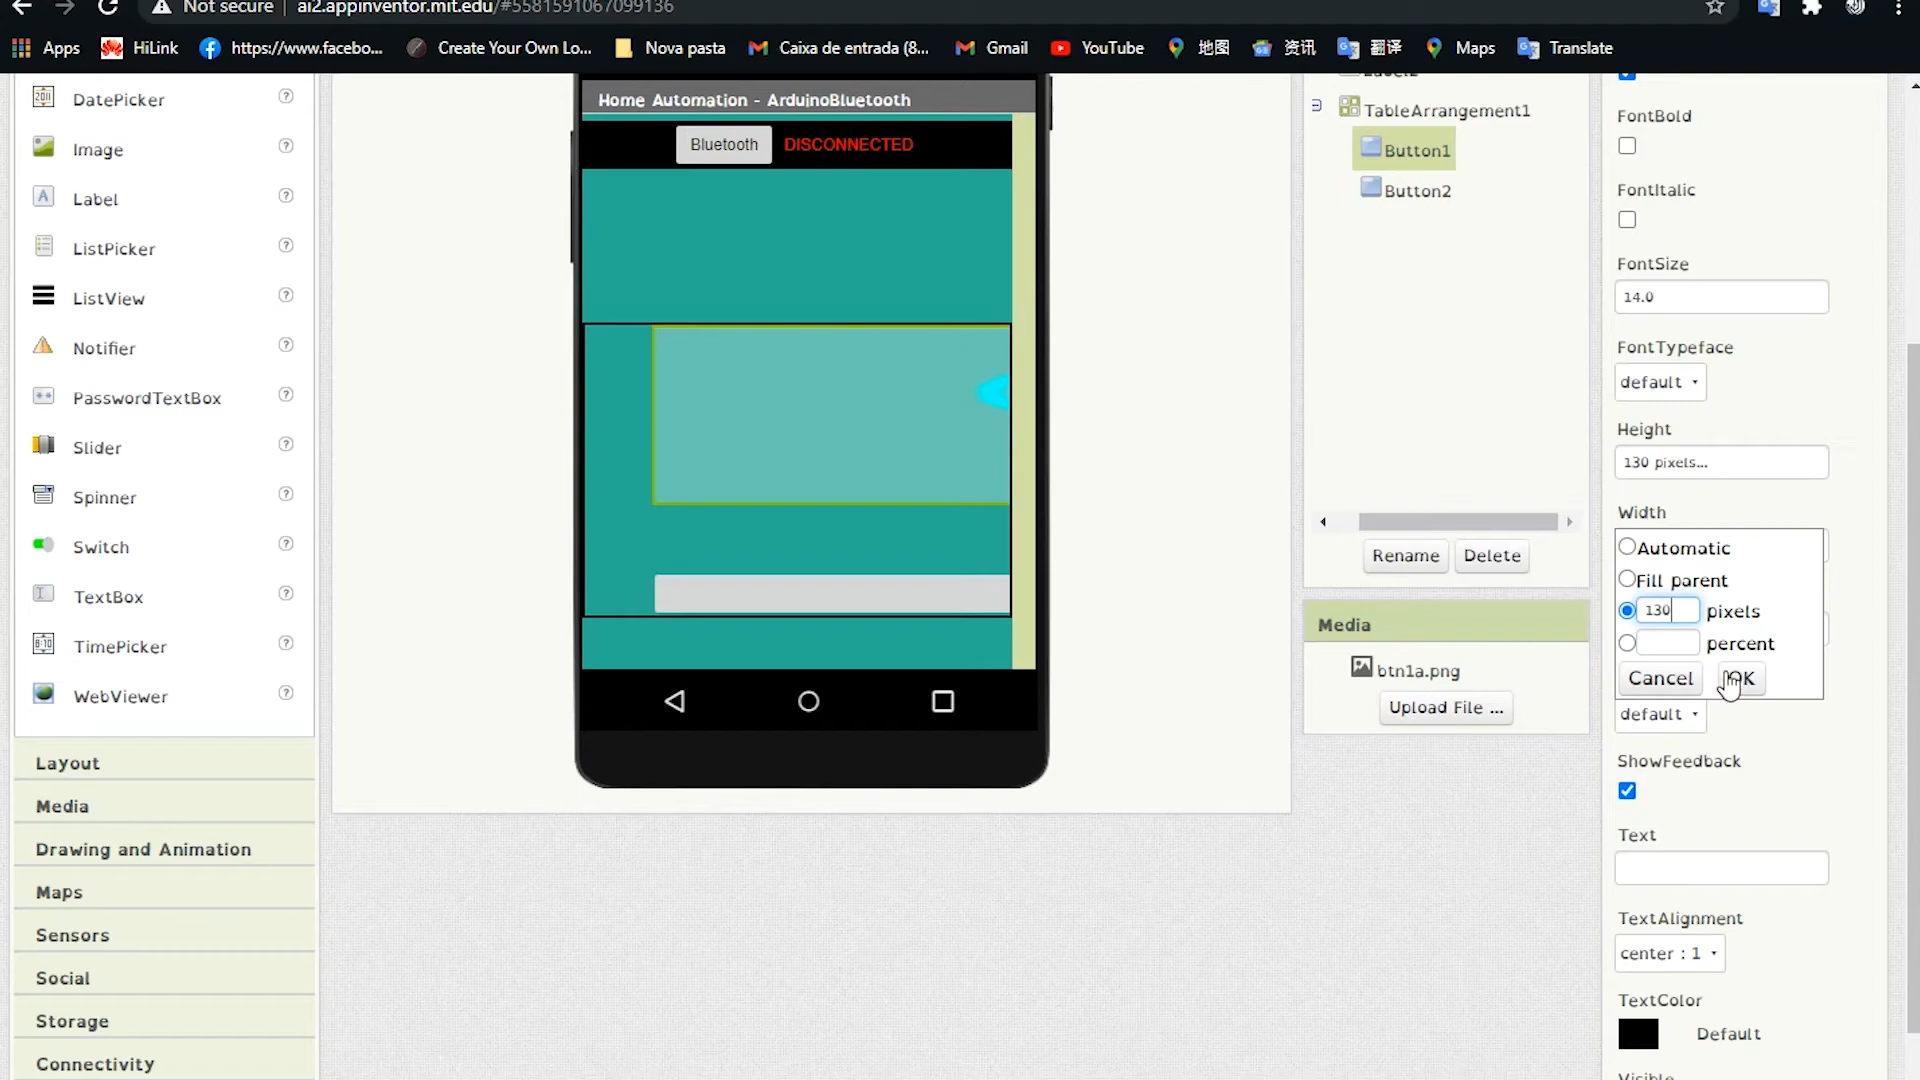 Not secure | ai2.appinventor.mit.edu/#5581591067099136
Apps HiLink https://www.facebo... Create Your Own Lo... Nova pasta Caixa de entrada (8... Gmail YouTube 地图 资讯 翻译 Maps Translate
DatePicker
Image
Label
ListPicker
ListView
Notifier
PasswordTextBox
Slider
Spinner
Switch
TextBox
TimePicker
WebViewer
Layout
Media
Drawing and Animation
Maps
Sensors
Social
Storage
Connectivity
Home Automation - ArduinoBluetooth
Bluetooth DISCONNECTED
Label2
TableArrangement1
Button1
Button2
Rename Delete
Media
btn1a.png
Upload File ...
FontBold
FontItalic
FontSize
14.0
FontTypeface
default
Height
130 pixels...
Width
Automatic
Fill parent
130 pixels
percent
Cancel OK
default
ShowFeedback
Text
TextAlignment
center : 1
TextColor
Default
Visible